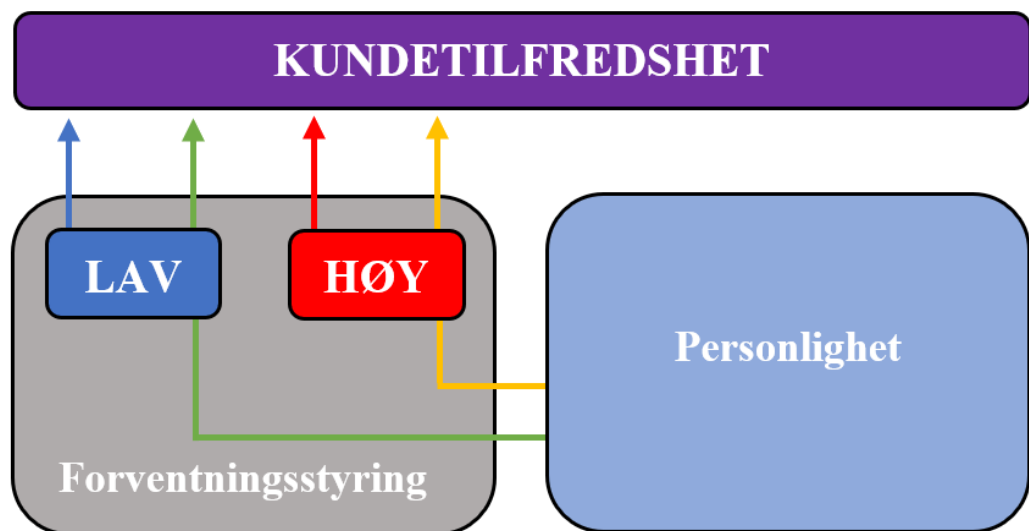 KUNDETILFREDSHET
LAV
HØY
Personlighet
Forventningsstyring